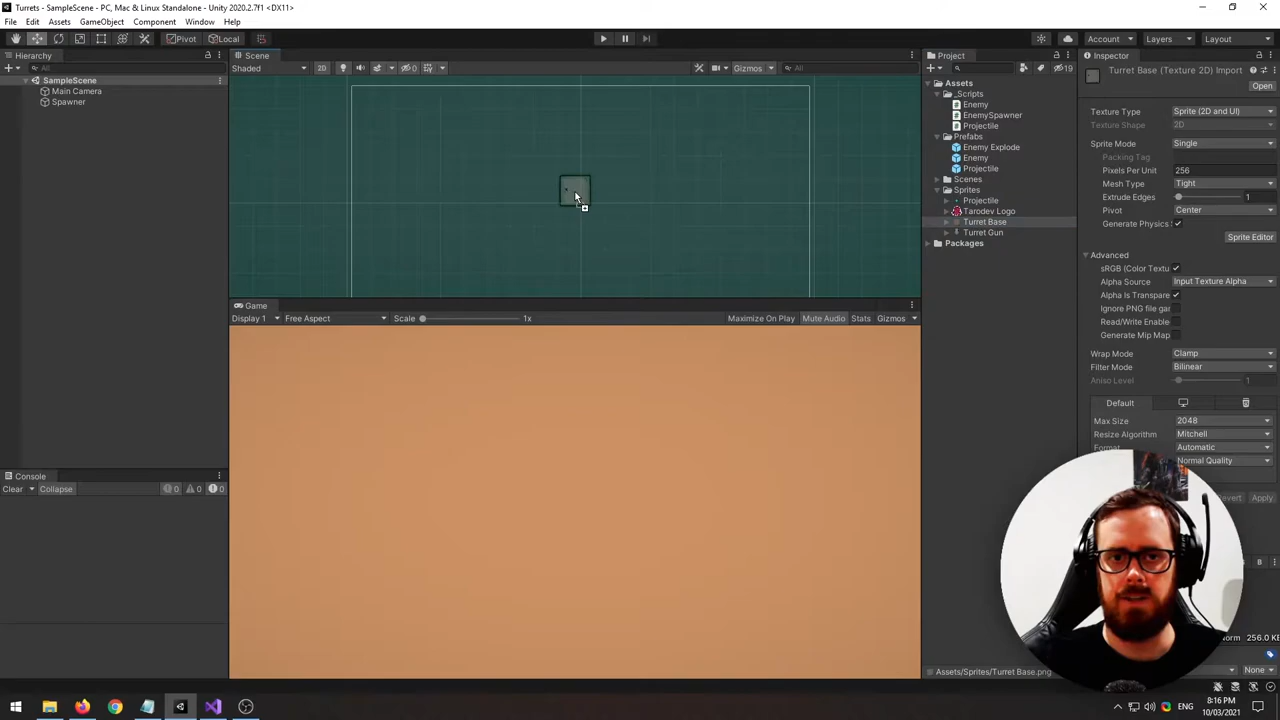 Turrets - SampleScene - PC, Mac & Linux Standalone - Unity 2020.2.7f1 <DX11>
File Edit Assets GameObject Component Window Help
Pivot Local Account Layers Layout
Hierarchy
All
SampleScene
Main Camera
Spawner
Scene
Shaded 2D 0 Gizmos All
Game
Display 1 Free Aspect Scale 1x Maximize On Play Mute Audio Stats Gizmos
Console
Clear Collapse 0 0 0
Project
19
Assets
_Scripts
Enemy
EnemySpawner
Projectile
Prefabs
Enemy Explode
Enemy
Projectile
Scenes
Sprites
Projectile
Tarodev Logo
Turret Base
Turret Gun
Packages
Assets/Sprites/Turret Base.png
Inspector
Turret Base (Texture 2D) Import
Open
Texture Type Sprite (2D and UI)
Texture Shape 2D
Sprite Mode Single
Packing Tag
Pixels Per Unit 256
Mesh Type Tight
Extrude Edges 1
Pivot Center
Generate Physics
Sprite Editor
Advanced
sRGB (Color Textu
Alpha Source Input Texture Alpha
Alpha Is Transpare
Ignore PNG file gar
Read/Write Enable
Generate Mip Map
Wrap Mode Clamp
Filter Mode Bilinear
Aniso Level 1
Default
Max Size 2048
Resize Algorithm Mitchell
Format Automatic
Normal Quality
Revert Apply
B
256.0 KB
None
ENG
8:16 PM
10/03/2021